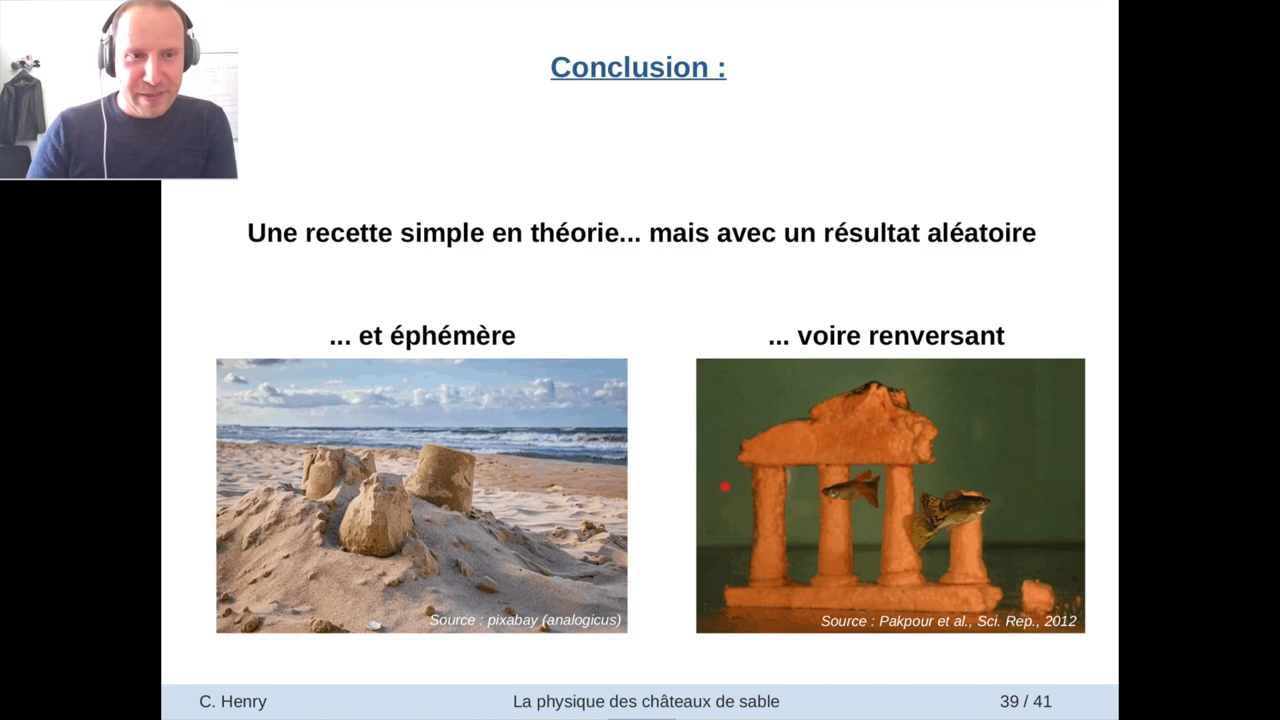 Conclusion :
Une recette simple en théorie... mais avec un résultat aléatoire
... et éphémère
... voire renversant
Source : pixabay (analogicus)
Source : Pakpour et al., Sci. Rep., 2012
C. Henry
La physique des châteaux de sable
39 / 41